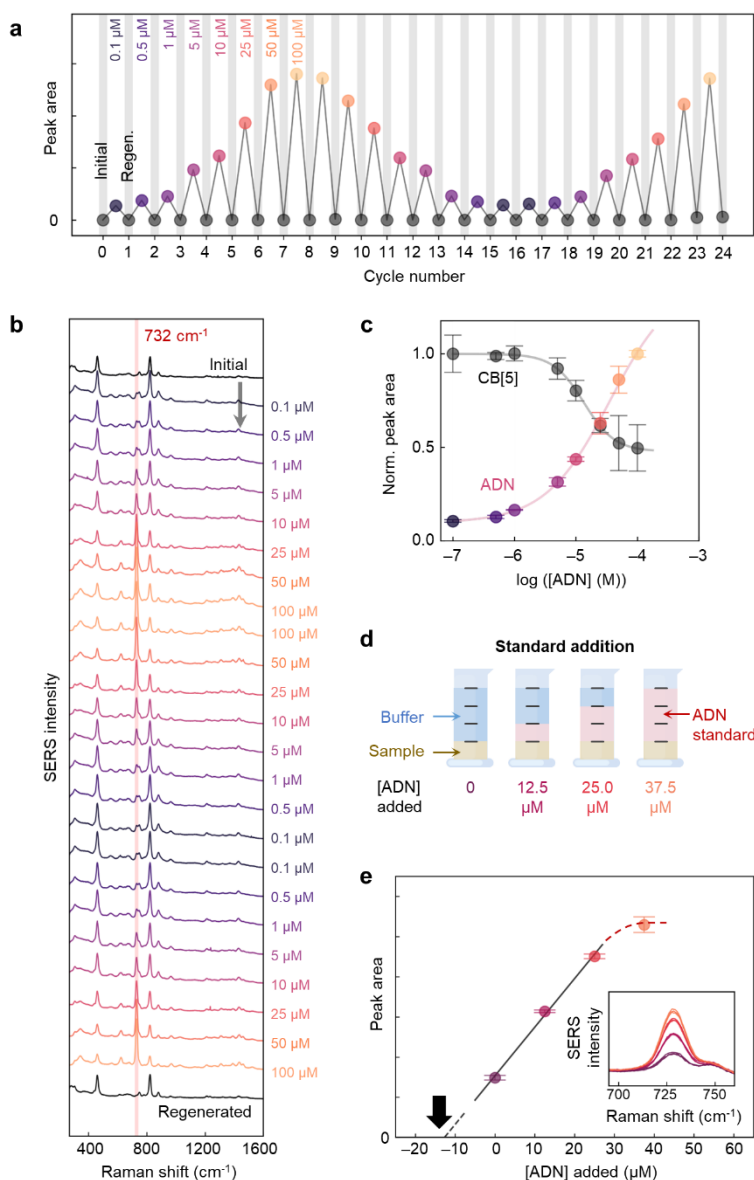 a
0.1 µM
0.5 µM
1 µM
5 µM
10 µM
25 µM
50 µM
100 µM
Peak area
Initial
Regen.
0
0 1 2 3 4 5 6 7 8 9 10 11 12 13 14 15 16 17 18 19 20 21 22 23 24
Cycle number
b
732 cm⁻¹
Initial
0.1 µM
0.5 µM
1 µM
5 µM
10 µM
25 µM
50 µM
100 µM
100 µM
50 µM
25 µM
10 µM
5 µM
1 µM
0.5 µM
0.1 µM
0.1 µM
0.5 µM
1 µM
5 µM
10 µM
25 µM
50 µM
100 µM
Regenerated
SERS intensity
400 800 1200 1600
Raman shift (cm⁻¹)
c
Norm. peak area
1.0
0.5
0.0
CB[5]
ADN
–7 –6 –5 –4 –3
log ([ADN] (M))
d
Standard addition
Buffer
Sample
ADN
standard
[ADN]
added
0
12.5
µM
25.0
µM
37.5
µM
e
Peak area
0
SERS
intensity
700 725 750
Raman shift (cm⁻¹)
–20 –10 0 10 20 30 40 50 60
[ADN] added (µM)